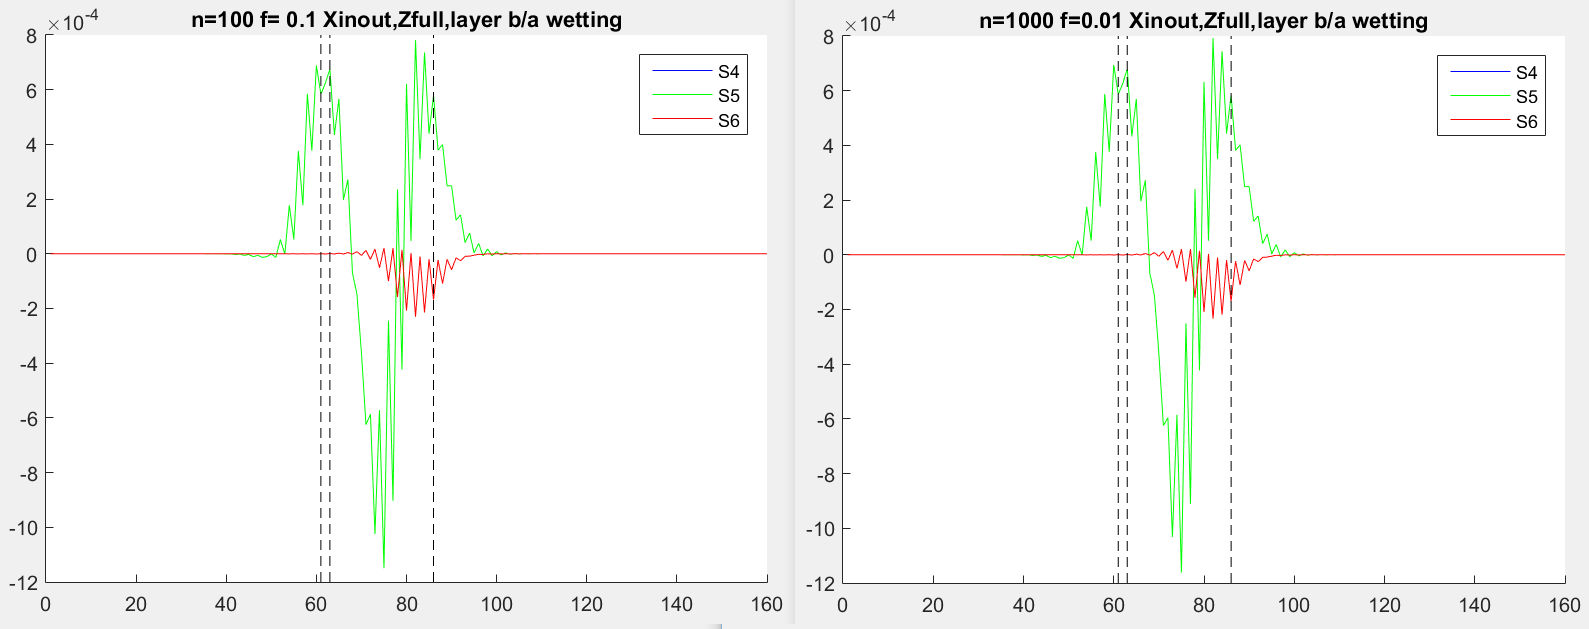 n=100 f= 0.1 Xinout,Zfull,layer b/a wetting
×10-4
8
6
4
2
0
-2
-4
-6
-8
-10
-12
0 20 40 60 80 100 120 140 160
S4
S5
S6
n=1000 f=0.01 Xinout,Zfull,layer b/a wetting
×10-4
8
6
4
2
0
-2
-4
-6
-8
-10
-12
0 20 40 60 80 100 120 140 160
S4
S5
S6